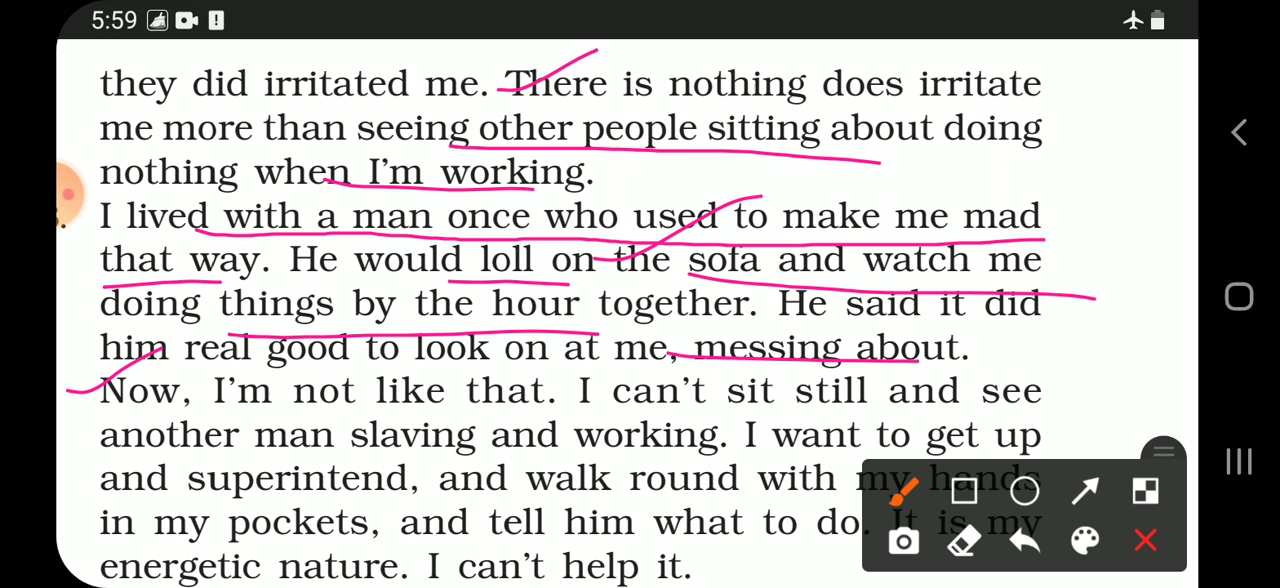 5:59
they did irritated me. There is nothing does irritate
me more than seeing other people sitting about doing
nothing when I'm working.
I lived with a man once who used to make me mad
that way. He would loll on the sofa and watch me
doing things by the hour together. He said it did
him real good to look on at me, messing about.
Now, I'm not like that. I can't sit still and see
another man slaving and working. I want to get up
and superintend, and walk round with my hands
in my pockets, and tell him what to do. It is my
energetic nature. I can't help it.